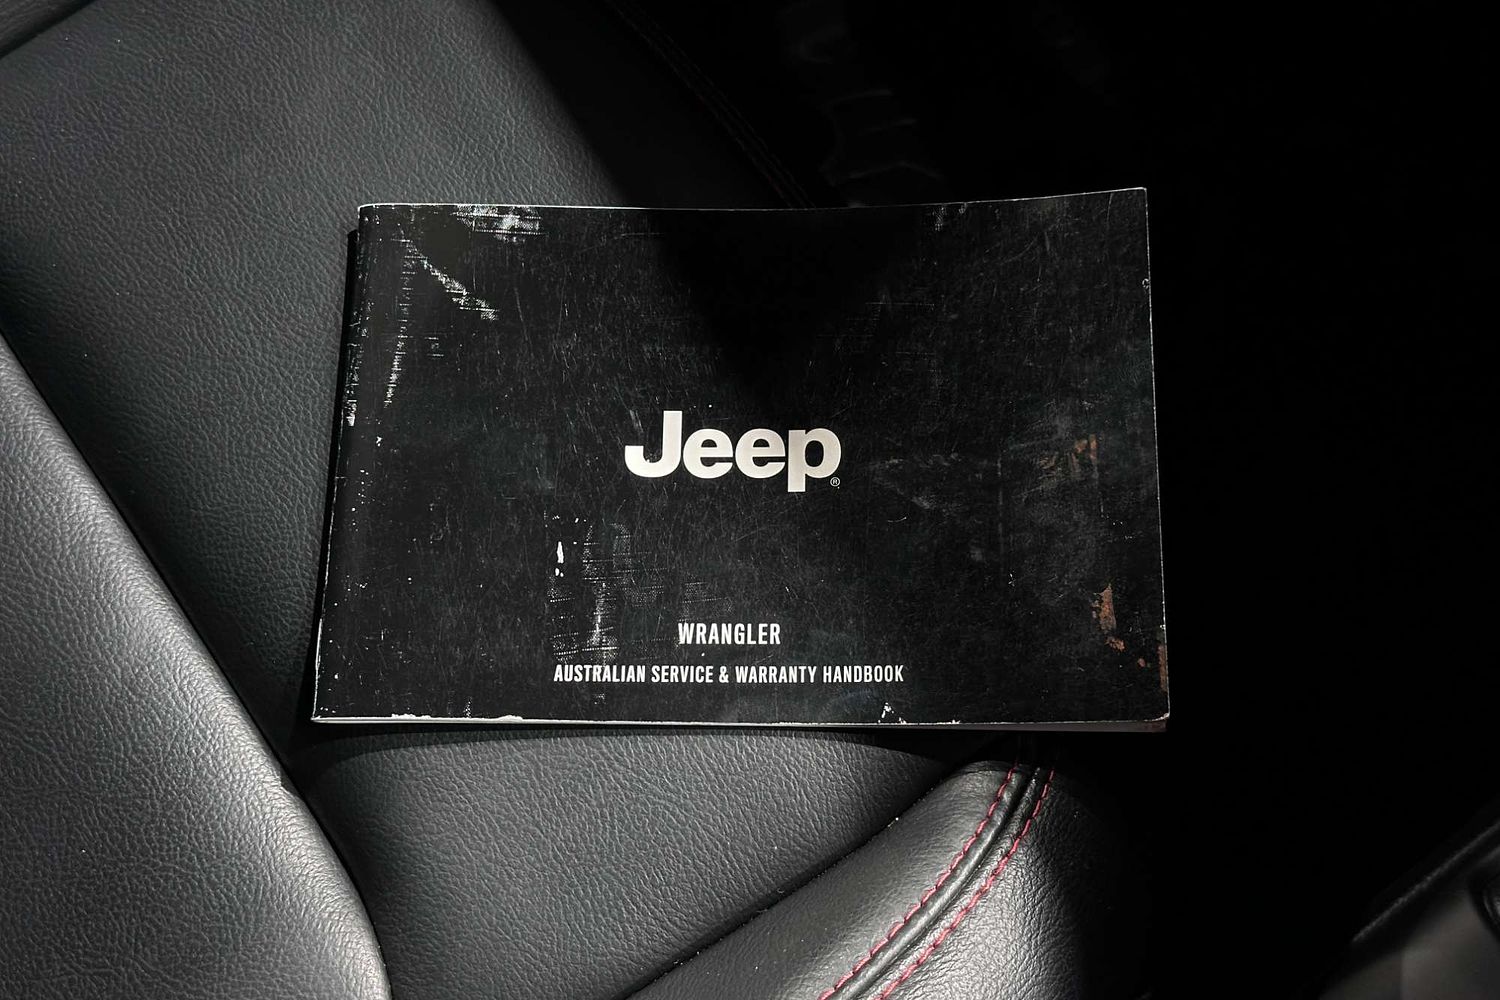 Jeep®
WRANGLER
AUSTRALIAN SERVICE & WARRANTY HANDBOOK